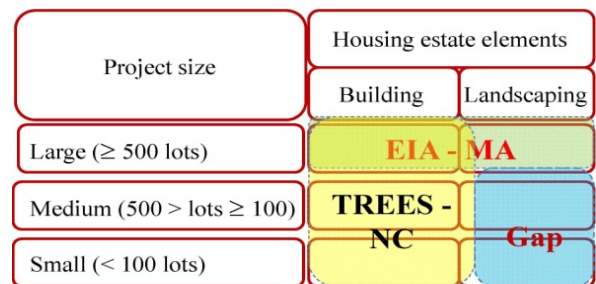 Project size
Housing estate elements
Building
Landscaping
Large (≥ 500 lots)
EIA - MA
Medium (500 > lots ≥ 100)
TREES -
NC
Gap
Small (< 100 lots)